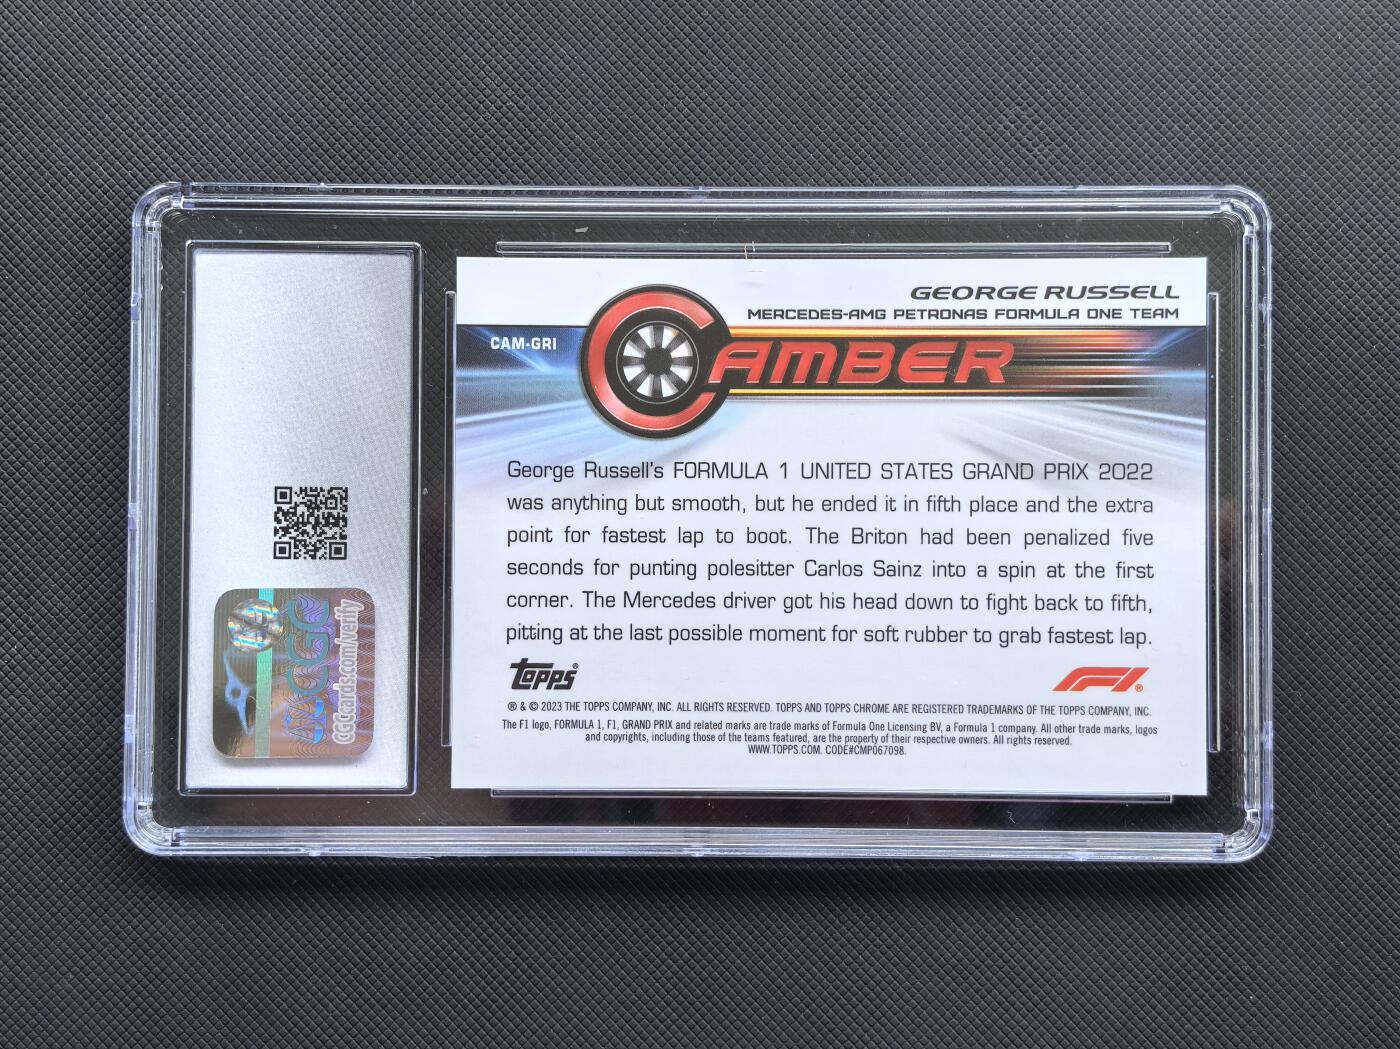 GEORGE RUSSELL
MERCEDES-AMG PETRONAS FORMULA ONE TEAM
CAM-GRI
CAMBER
George Russell's FORMULA 1 UNITED STATES GRAND PRIX 2022
was anything but smooth, but he ended it in fifth place and the extra
point for fastest lap to boot. The Briton had been penalized five
seconds for punting polesitter Carlos Sainz into a spin at the first
corner. The Mercedes driver got his head down to fight back to fifth,
pitting at the last possible moment for soft rubber to grab fastest lap.
Topps®
F1®
® & © 2023 THE TOPPS COMPANY, INC. ALL RIGHTS RESERVED. TOPPS AND TOPPS CHROME ARE REGISTERED TRADEMARKS OF THE TOPPS COMPANY, INC.
The F1 logo, FORMULA 1, F1, GRAND PRIX and related marks are trade marks of Formula One Licensing BV, a Formula 1 company. All other trade marks, logos
and copyrights, including those of the teams featured, are the property of their respective owners. All rights reserved.
WWW.TOPPS.COM. CODE#CMP067098.
CGC
CGCcards.com/verify